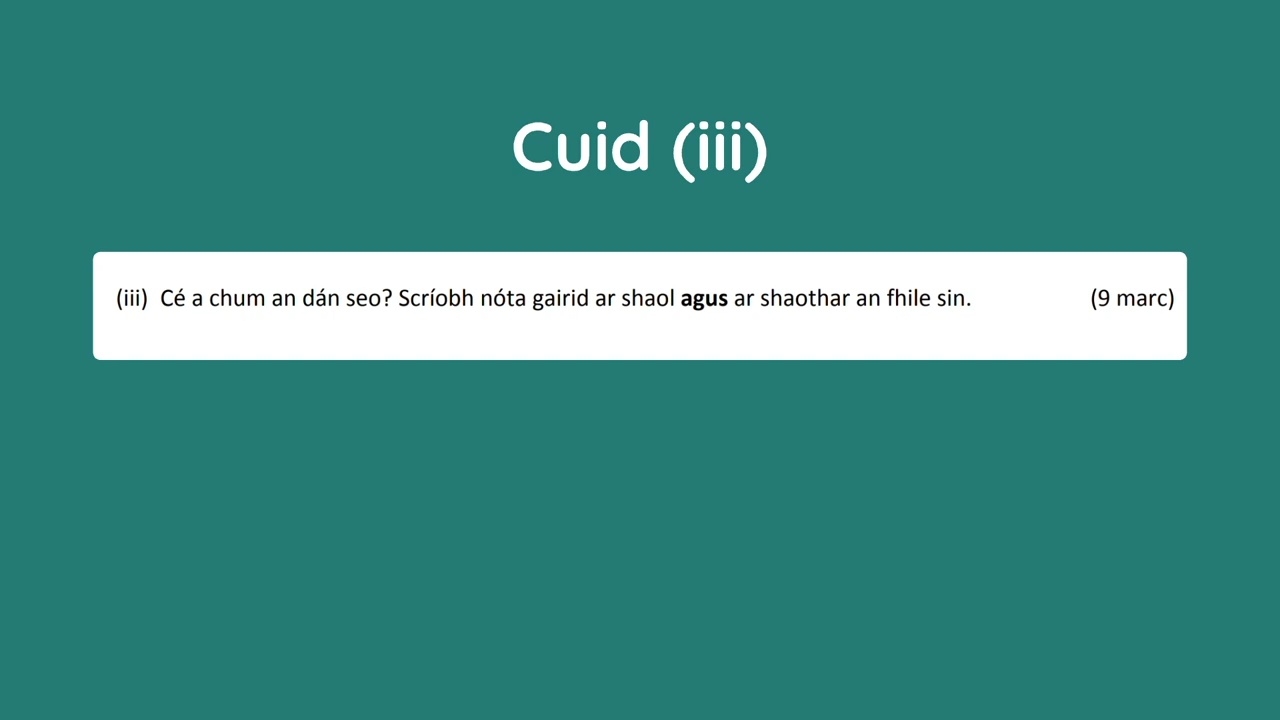 Cuid (iii)
(iii) Cé a chum an dán seo? Scríobh nóta gairid ar shaol agus ar shaothar an fhile sin. (9 marc)